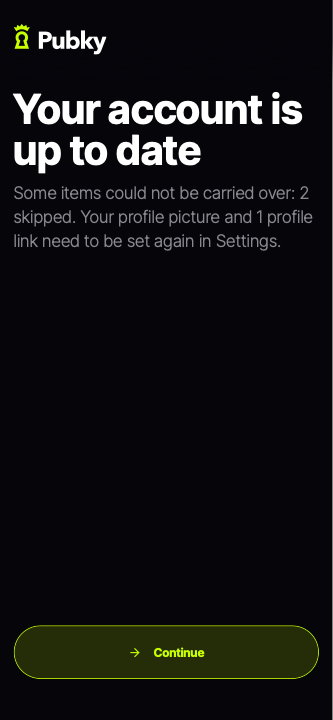 Pubky
Your account is
up to date
Some items could not be carried over: 2
skipped. Your profile picture and 1 profile
link need to be set again in Settings.
Continue